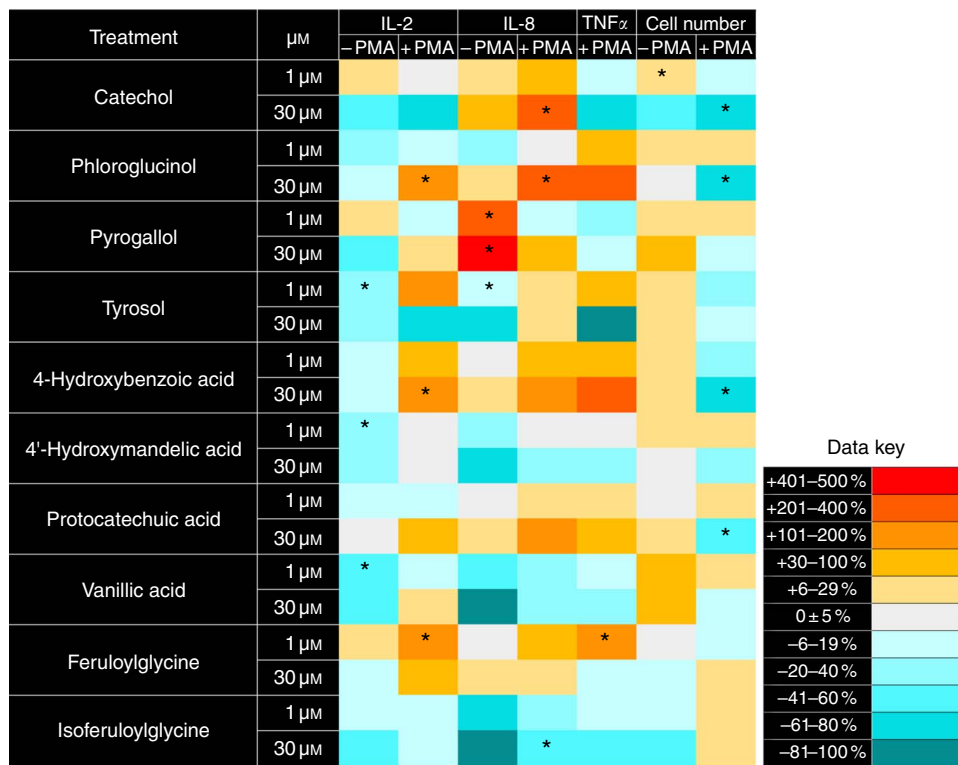 Treatment µM IL-2 IL-8 TNFα Cell number
–PMA +PMA –PMA +PMA +PMA –PMA +PMA
Catechol
1 µM *
30 µM * *
Phloroglucinol
1 µM
30 µM * * *
Pyrogallol
1 µM *
30 µM *
Tyrosol
1 µM * *
30 µM
4-Hydroxybenzoic acid
1 µM
30 µM * *
4'-Hydroxymandelic acid
1 µM *
30 µM
Protocatechuic acid
1 µM
30 µM *
Vanillic acid
1 µM *
30 µM
Feruloylglycine
1 µM * *
30 µM
Isoferuloylglycine
1 µM
30 µM *
Data key
+401–500 %
+201–400 %
+101–200 %
+30–100 %
+6–29 %
0 ± 5 %
–6–19 %
–20–40 %
–41–60 %
–61–80 %
–81–100 %